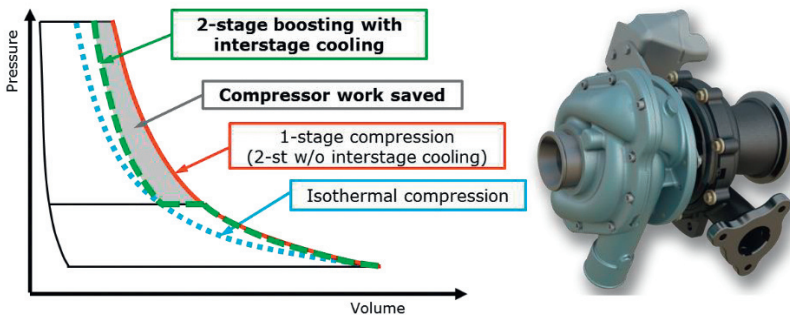 2-stage boosting with
interstage cooling
Pressure
Compressor work saved
1-stage compression
(2-st w/o interstage cooling)
Isothermal compression
Volume